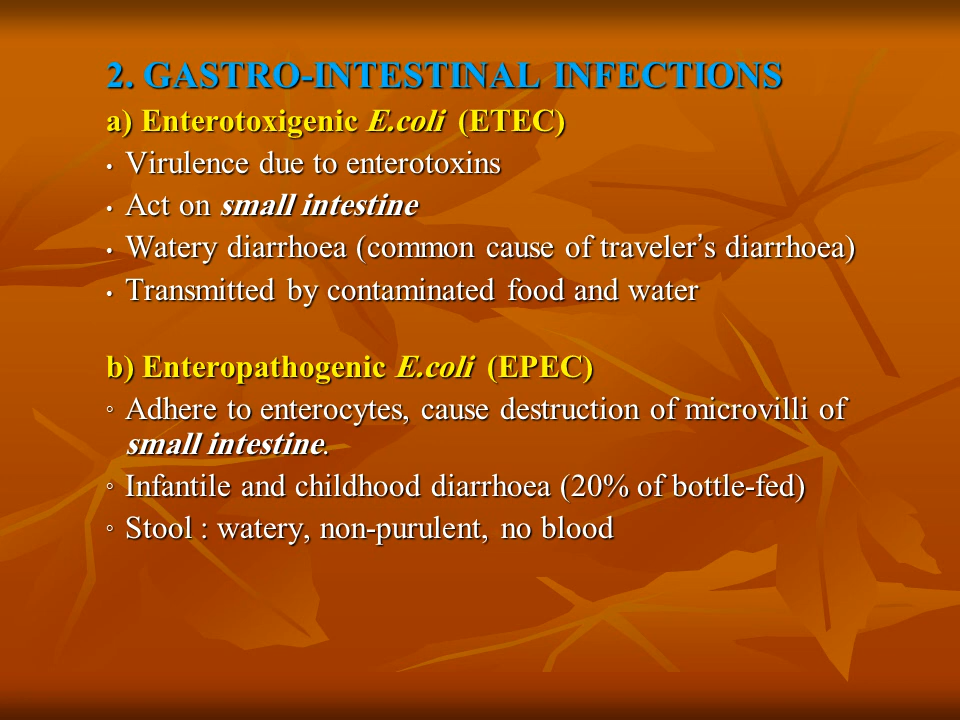 2. GASTRO-INTESTINAL INFECTIONS
a) Enterotoxigenic E.coli (ETEC)
• Virulence due to enterotoxins
• Act on small intestine
• Watery diarrhoea (common cause of traveler’s diarrhoea)
• Transmitted by contaminated food and water
b) Enteropathogenic E.coli (EPEC)
◦ Adhere to enterocytes, cause destruction of microvilli of
small intestine.
◦ Infantile and childhood diarrhoea (20% of bottle-fed)
◦ Stool : watery, non-purulent, no blood